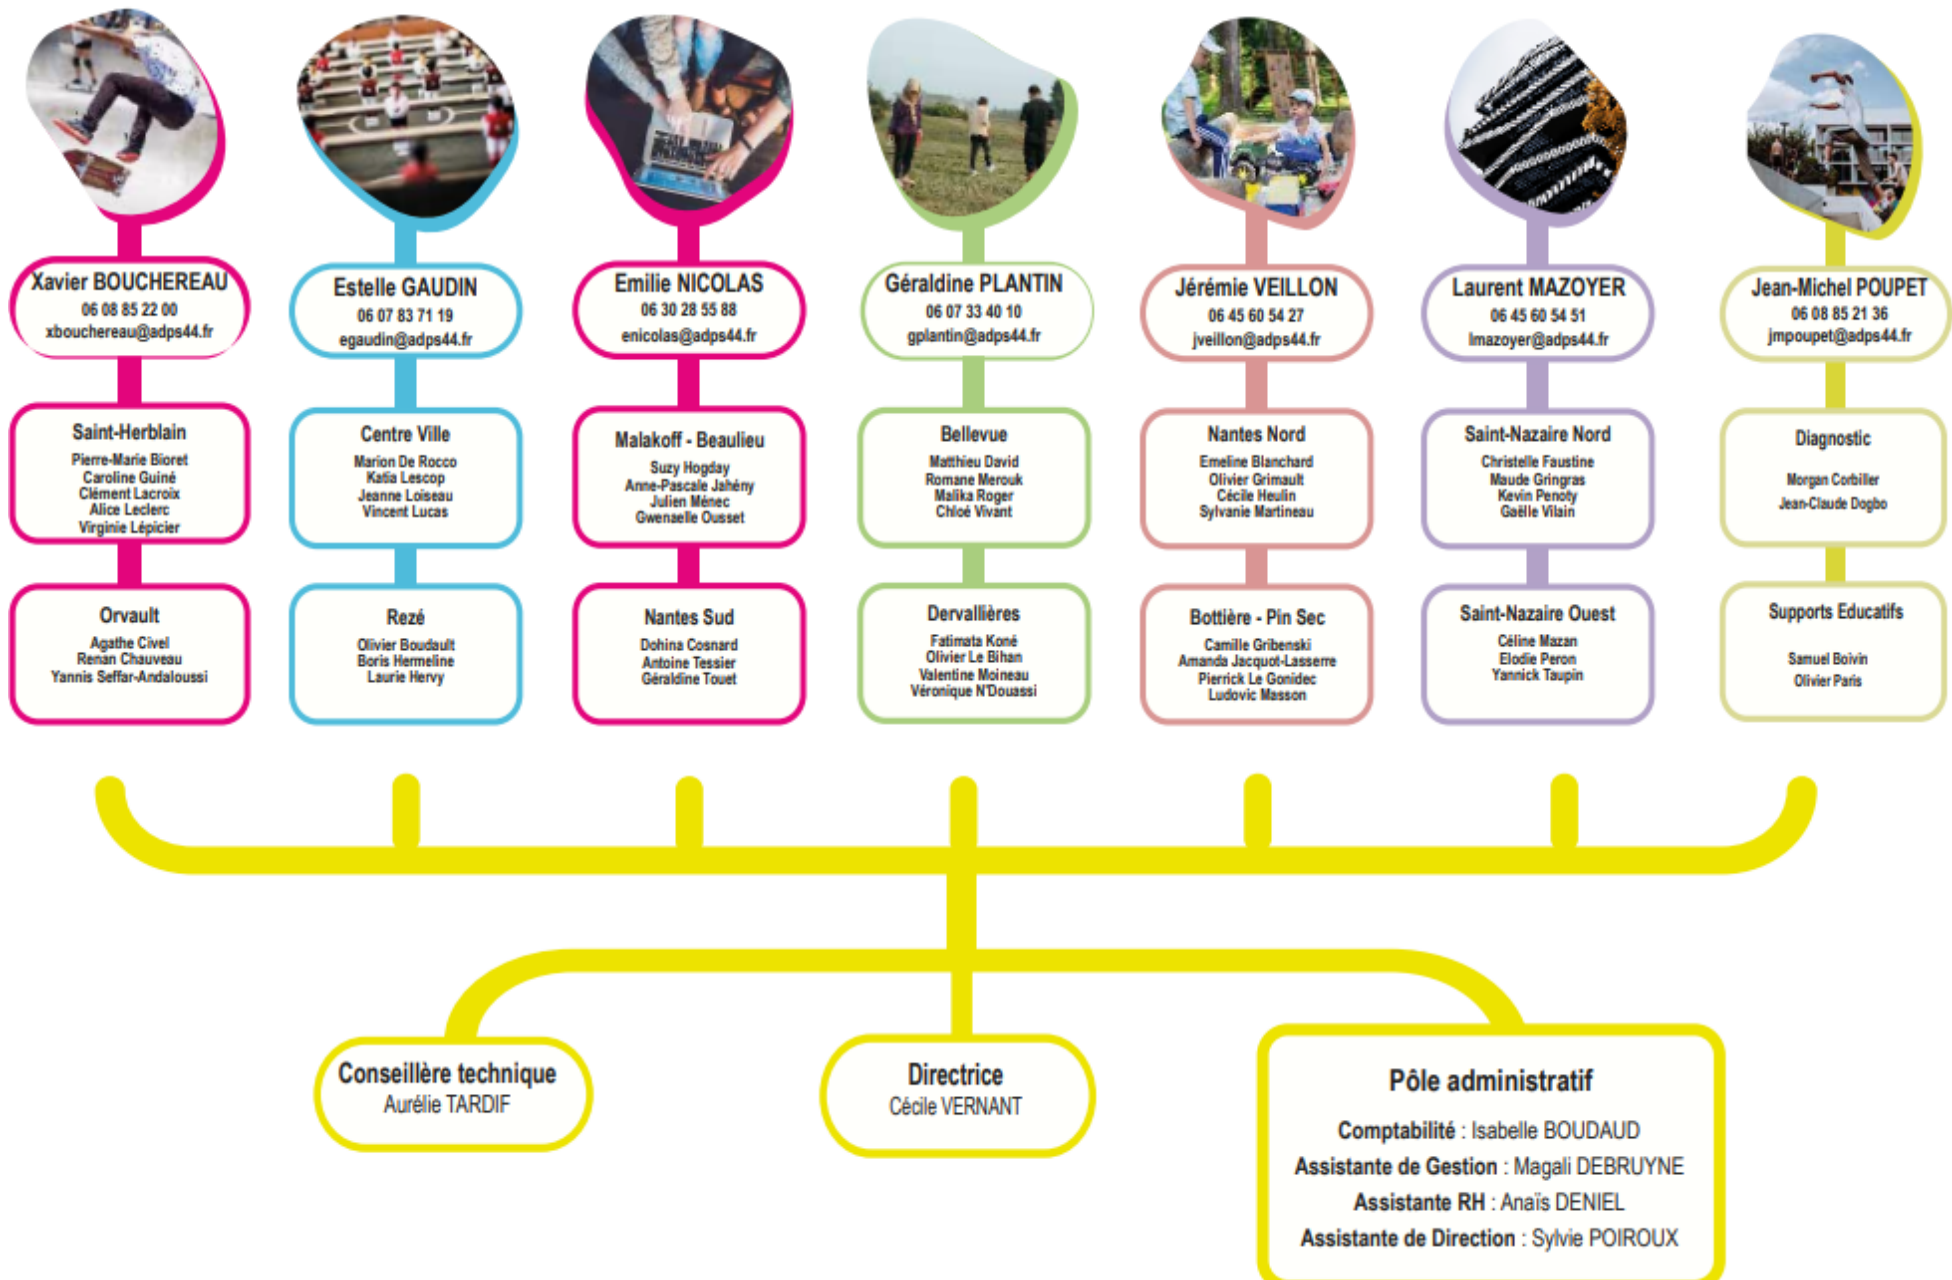 Xavier BOUCHEREAU
06 08 85 22 00
xbouchereau@adps44.fr
Saint-Herblain
Pierre-Marie Bioret
Caroline Guiné
Clément Lacroix
Alice Leclerc
Virginie Lépicier
Orvault
Agathe Civel
Renan Chauveau
Yannis Seffar-Andaloussi
Estelle GAUDIN
06 07 83 71 19
egaudin@adps44.fr
Centre Ville
Marion De Rocco
Katia Lescop
Jeanne Loiseau
Vincent Lucas
Rezé
Olivier Boudault
Boris Hermeline
Laurie Hervy
Emilie NICOLAS
06 30 28 55 88
enicolas@adps44.fr
Malakoff - Beaulieu
Suzy Hogday
Anne-Pascale Jahény
Julien Ménec
Gwenaelle Ousset
Nantes Sud
Dohina Cosnard
Antoine Tessier
Géraldine Touet
Géraldine PLANTIN
06 07 33 40 10
gplantin@adps44.fr
Bellevue
Matthieu David
Romane Merouk
Malika Roger
Chloé Vivant
Dervallières
Fatimata Koné
Olivier Le Bihan
Valentine Moineau
Véronique N'Douassi
Jérémie VEILLON
06 45 60 54 27
jveillon@adps44.fr
Nantes Nord
Emeline Blanchard
Olivier Grimault
Cécile Heulin
Sylvanie Martineau
Bottière - Pin Sec
Camille Gribenski
Amanda Jacquot-Lasserre
Pierrick Le Gonidec
Ludovic Masson
Laurent MAZOYER
06 45 60 54 51
lmazoyer@adps44.fr
Saint-Nazaire Nord
Christelle Faustine
Maude Gringras
Kevin Penoty
Gaëlle Vilain
Saint-Nazaire Ouest
Céline Mazan
Elodie Peron
Yannick Taupin
Jean-Michel POUPET
06 08 85 21 36
jmpoupet@adps44.fr
Diagnostic
Morgan Corbiller
Jean-Claude Dogbo
Supports Educatifs
Samuel Boivin
Olivier Paris
Conseillère technique
Aurélie TARDIF
Directrice
Cécile VERNANT
Pôle administratif
Comptabilité : Isabelle BOUDAUD
Assistante de Gestion : Magali DEBRUYNE
Assistante RH : Anaïs DENIEL
Assistante de Direction : Sylvie POIROUX